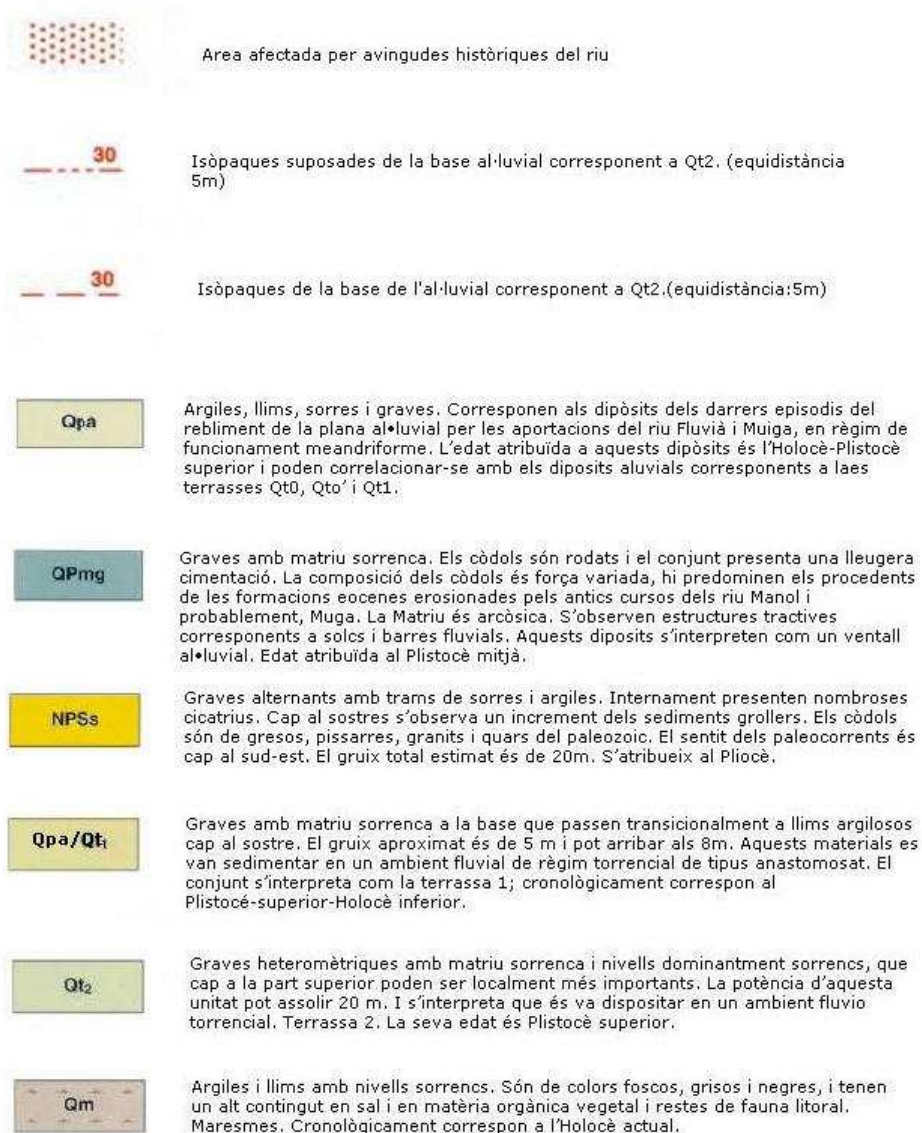 Area afectada per avingudes històriques del riu
30
Isòpaques suposades de la base al·luvial corresponent a Qt2. (equidistància
5m)
30
Isòpaques de la base de l'al·luvial corresponent a Qt2.(equidistància:5m)
Qpa
Argiles, llims, sorres i graves. Corresponen als dipòsits dels darrers episodis del
rebliment de la plana al•luvial per les aportacions del riu Fluvià i Muiga, en règim de
funcionament meandriforme. L'edat atribuïda a aquests dipòsits és l'Holocè-Plistocè
superior i poden correlacionar-se amb els diposits aluvials corresponents a laes
terrasses Qt0, Qto' i Qt1.
QPmg
Graves amb matriu sorrenca. Els còdols són rodats i el conjunt presenta una lleugera
cimentació. La composició dels còdols és força variada, hi predominen els procedents
de les formacions eocenes erosionades pels antics cursos dels riu Manol i
probablement, Muga. La Matriu és arcòsica. S'observen estructures tractives
corresponents a solcs i barres fluvials. Aquests diposits s'interpreten com un ventall
al•luvial. Edat atribuïda al Plistocè mitjà.
NPSs
Graves alternants amb trams de sorres i argiles. Internament presenten nombroses
cicatrius. Cap al sostres s'observa un increment dels sediments grollers. Els còdols
són de gresos, pissarres, granits i quars del paleozoic. El sentit dels paleocorrents és
cap al sud-est. El gruix total estimat és de 20m. S'atribueix al Pliocè.
Qpa/Qt₁
Graves amb matriu sorrenca a la base que passen transicionalment a llims argilosos
cap al sostre. El gruix aproximat és de 5 m i pot arribar als 8m. Aquests materials es
van sedimentar en un ambient fluvial de règim torrencial de tipus anastomosat. El
conjunt s'interpreta com la terrassa 1; cronològicament correspon al
Plistocé-superior-Holocè inferior.
Qt₂
Graves heteromètriques amb matriu sorrenca i nivells dominantment sorrencs, que
cap a la part superior poden ser localment més importants. La potència d'aquesta
unitat pot assolir 20 m. I s'interpreta que és va dispositar en un ambient fluvio
torrencial. Terrassa 2. La seva edat és Plistocè superior.
Qm
Argiles i llims amb nivells sorrencs. Són de colors foscos, grisos i negres, i tenen
un alt contingut en sal i en matèria orgànica vegetal i restes de fauna litoral.
Maresmes. Cronològicament correspon a l'Holocè actual.